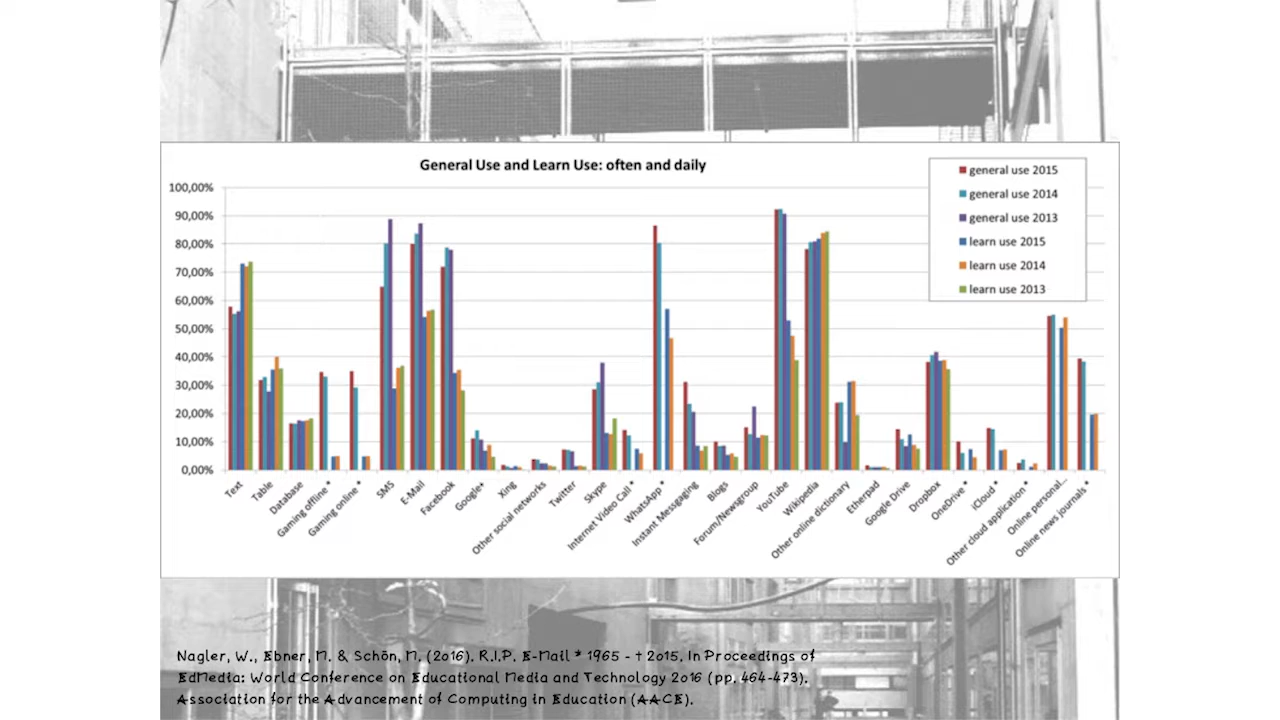 General Use and Learn Use: often and daily
general use 2015
general use 2014
general use 2013
learn use 2015
learn use 2014
learn use 2013
100,00%
90,00%
80,00%
70,00%
60,00%
50,00%
40,00%
30,00%
20,00%
10,00%
0,00%
Text
Table
Database
Gaming offline *
Gaming online *
SMS
E-Mail
Facebook
Google+
Xing
Other social networks
Twitter
Skype
Internet Video Call *
WhatsApp *
Instant Messgaging
Blogs
Forum/Newsgroup
YouTube
Wikipedia
Other online dictionary
Etherpad
Google Drive
Dropbox
OneDrive *
iCloud *
Other cloud application *
Online personal...
Online news journals *
Nagler, W., Ebner, M. & Schön, M. (2016). R.I.P. E-Mail * 1965 - † 2015. In Proceedings of
EdMedia: World Conference on Educational Media and Technology 2016 (pp. 464-473).
Association for the Advancement of Computing in Education (AACE).